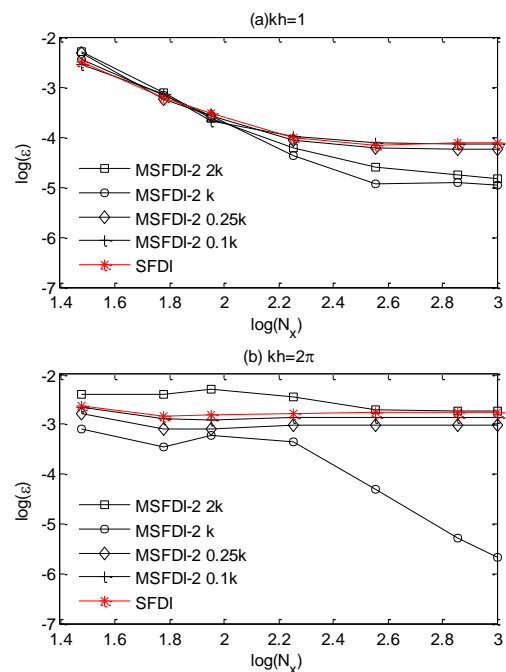 (a)kh=1
-2
-3
-4
-5
-6
-7
log(ε)
MSFDI-2 2k
MSFDI-2 k
MSFDI-2 0.25k
MSFDI-2 0.1k
SFDI
1.4 1.6 1.8 2 2.2 2.4 2.6 2.8 3
log(Nx)
(b) kh=2π
-2
-3
-4
-5
-6
-7
log(ε)
MSFDI-2 2k
MSFDI-2 k
MSFDI-2 0.25k
MSFDI-2 0.1k
SFDI
1.4 1.6 1.8 2 2.2 2.4 2.6 2.8 3
log(Nx)